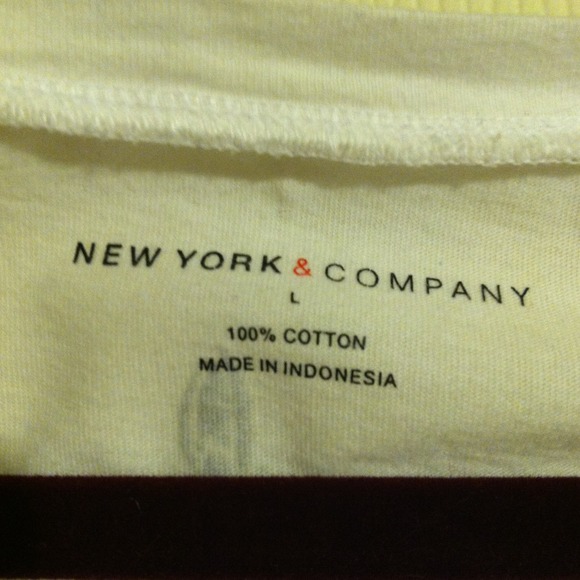 NEW YORK & COMPANY
L
100% COTTON
MADE IN INDONESIA